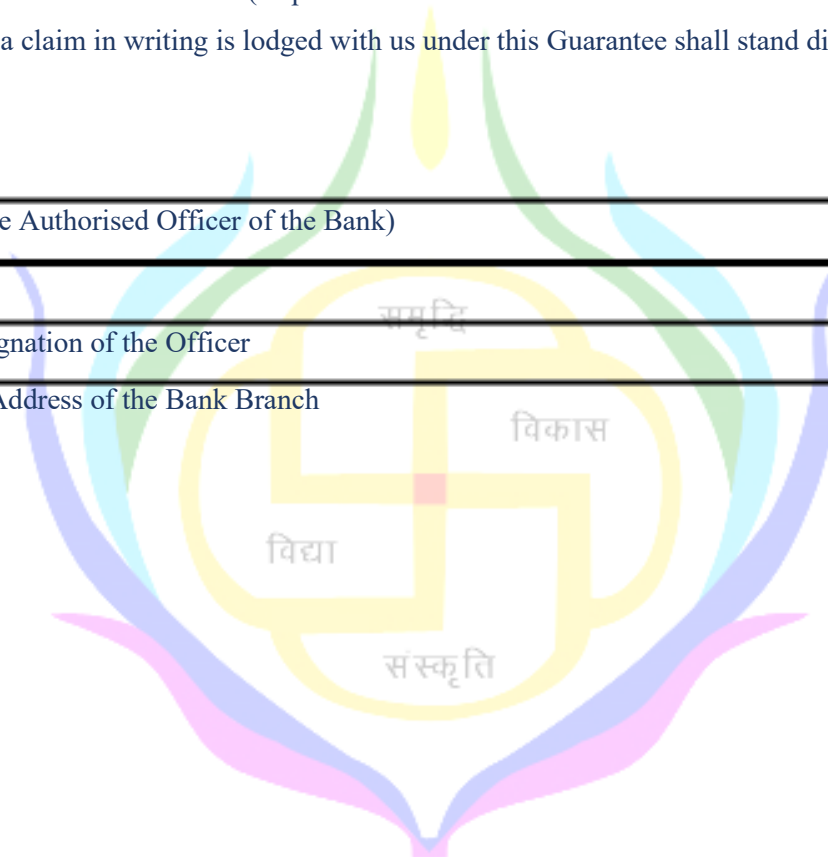 a claim in writing is lodged with us under this Guarantee shall stand
e Authorised Officer of the Bank)
समृद्धि
gnation of the Officer
Address of the Bank Branch
विकास
विद्या
संस्कृति